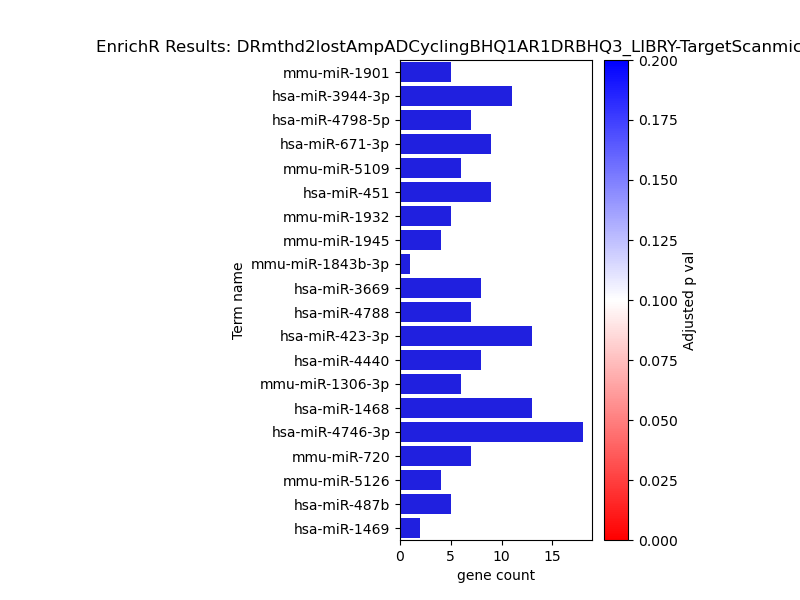 EnrichR Results: DRmthd2lostAmpADCyclingBHQ1AR1DRBHQ3_LIBRY-TargetScanmic
mmu-miR-1901
hsa-miR-3944-3p
hsa-miR-4798-5p
hsa-miR-671-3p
mmu-miR-5109
hsa-miR-451
mmu-miR-1932
mmu-miR-1945
mmu-miR-1843b-3p
hsa-miR-3669
hsa-miR-4788
hsa-miR-423-3p
hsa-miR-4440
mmu-miR-1306-3p
hsa-miR-1468
hsa-miR-4746-3p
mmu-miR-720
mmu-miR-5126
hsa-miR-487b
hsa-miR-1469
Term name
0 5 10 15
gene count
0.200
0.175
0.150
0.125
0.100
0.075
0.050
0.025
0.000
Adjusted p val